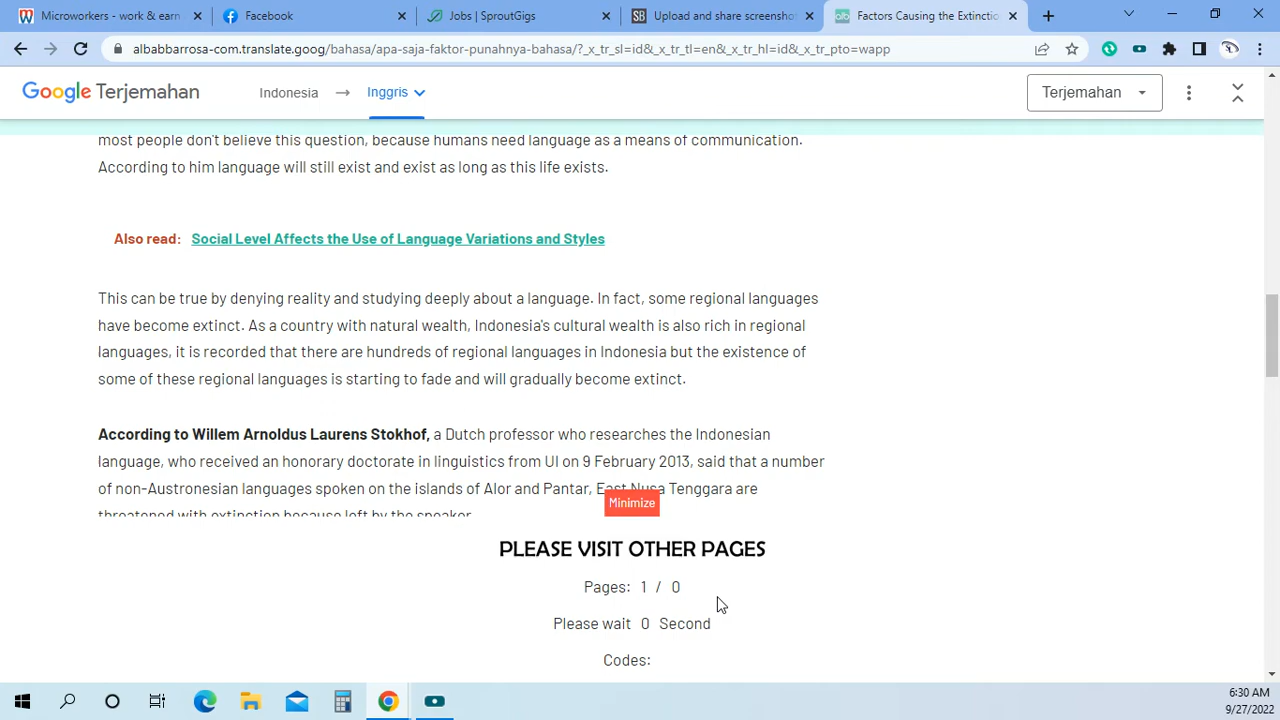 Microworkers - work & earn
Facebook
Jobs | SproutGigs
Upload and share screenshot
Factors Causing the Extinctio
albabbarrosa-com.translate.goog/bahasa/apa-saja-faktor-punahnya-bahasa/?_x_tr_sl=id&_x_tr_tl=en&_x_tr_hl=id&_x_tr_pto=wapp
Google Terjemahan Indonesia → Inggris Terjemahan
most people don't believe this question, because humans need language as a means of communication.
According to him language will still exist and exist as long as this life exists.
Also read: Social Level Affects the Use of Language Variations and Styles
This can be true by denying reality and studying deeply about a language. In fact, some regional languages
have become extinct. As a country with natural wealth, Indonesia's cultural wealth is also rich in regional
languages, it is recorded that there are hundreds of regional languages in Indonesia but the existence of
some of these regional languages is starting to fade and will gradually become extinct.
According to Willem Arnoldus Laurens Stokhof, a Dutch professor who researches the Indonesian
language, who received an honorary doctorate in linguistics from UI on 9 February 2013, said that a number
of non-Austronesian languages spoken on the islands of Alor and Pantar, East Nusa Tenggara are
Minimize
threatened with extinction because left by the speaker.
PLEASE VISIT OTHER PAGES
Pages: 1 / 0
Please wait 0 Second
Codes:
6:30 AM
9/27/2022